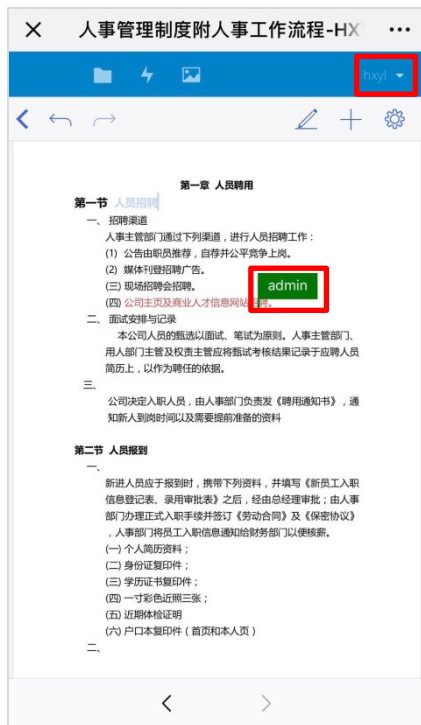 人事管理制度附人事工作流程-HX
hxyl
第一章 人员聘用
第一节 人员招聘
一、 招聘渠道
人事主管部门通过下列渠道，进行人员招聘工作：
(1) 公告由职员推荐，自荐并公平竞争上岗。
(2) 媒体刊登招聘广告。
(三) 现场招聘会招聘。
admin
(四) 公司主页及商业人才信息网站招聘。
二、 面试安排与记录
本公司人员的甄选以面试、笔试为原则。人事主管部门、
用人部门主管及权责主管应将甄试考核结果记录于应聘人员
简历上，以作为聘任的依据。
三、
公司决定入职人员，由人事部门负责发《聘用通知书》，通
知新人到岗时间以及需要提前准备的资料
第二节 人员报到
一、
新进人员应于报到时，携带下列资料，并填写《新员工入职
信息登记表、录用审批表》之后，经由总经理审批；由人事
部门办理正式入职手续并签订《劳动合同》及《保密协议》
，人事部门将员工入职信息通知给财务部门以便核薪。
(一) 个人简历资料；
(二) 身份证复印件；
(三) 学历证书复印件；
(四) 一寸彩色近照三张；
(五) 近期体检证明
(六) 户口本复印件（首页和本人页）
二、